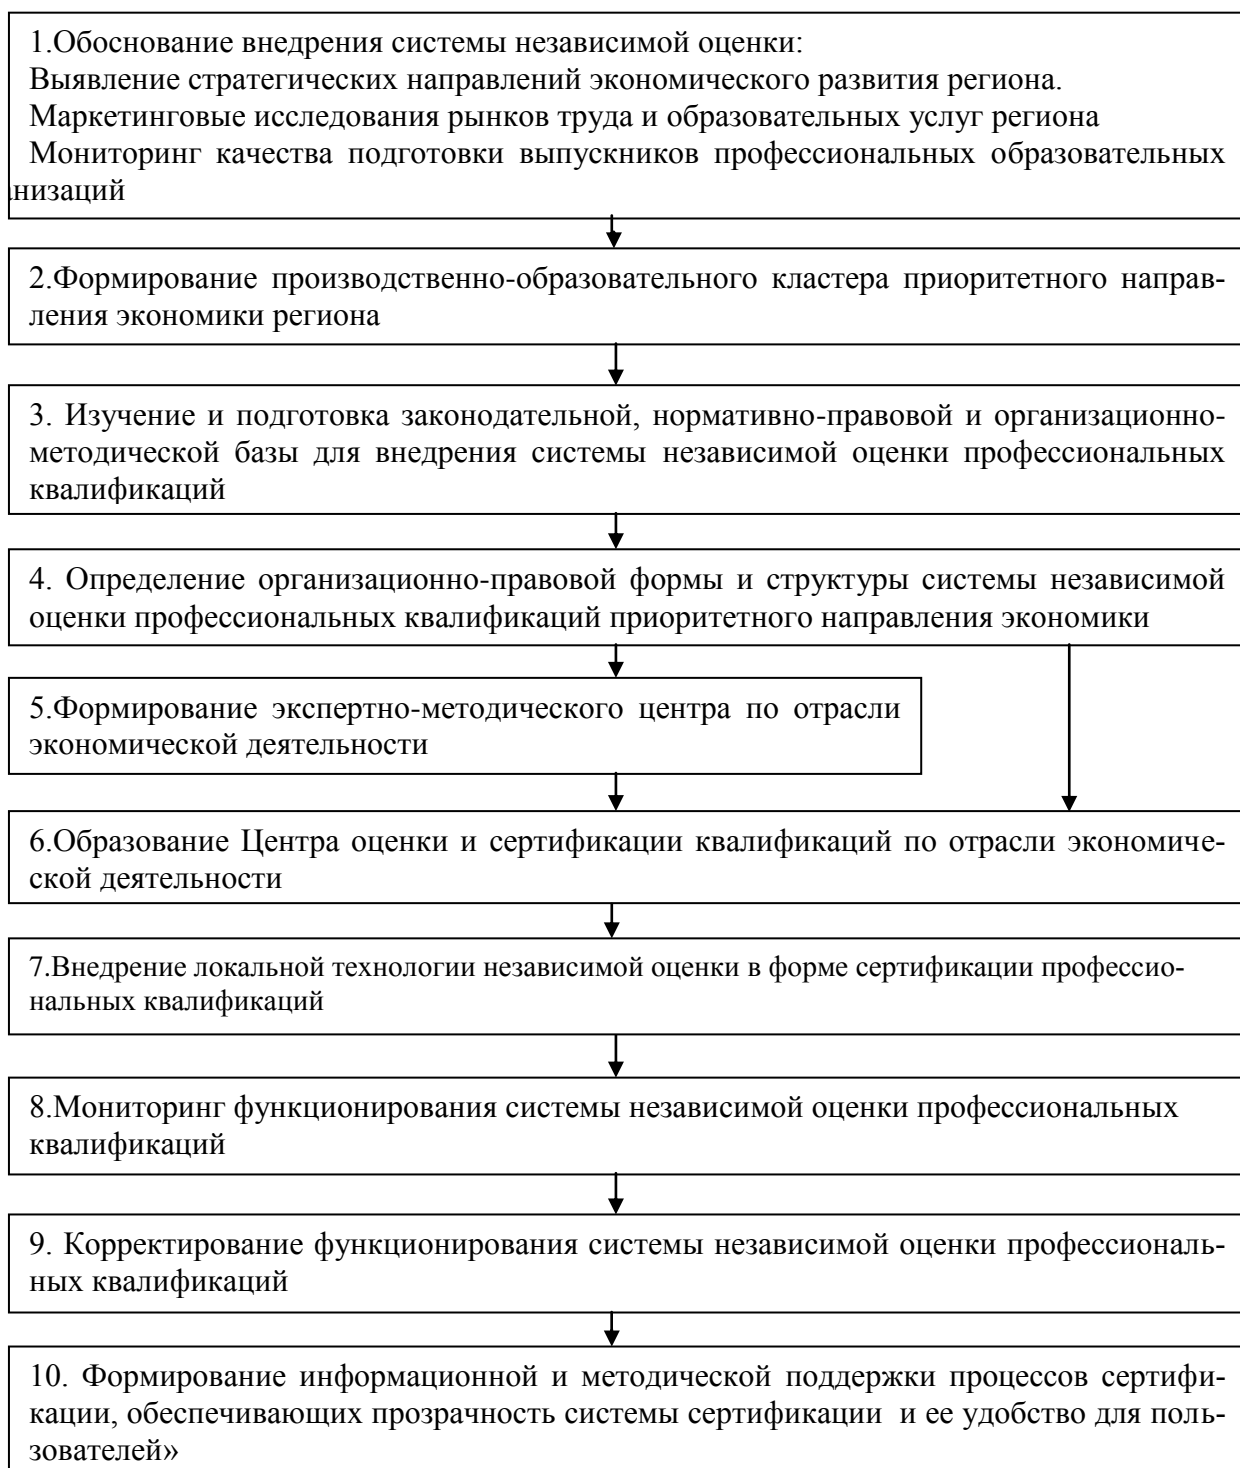 1.Обоснование внедрения системы независимой оценки:
Выявление стратегических направлений экономического развития региона.
Маркетинговые исследования рынков труда и образовательных услуг региона
Мониторинг качества подготовки выпускников профессиональных образовательных
низаций
2.Формирование производственно-образовательного кластера приоритетного направ-
ления экономики региона
3. Изучение и подготовка законодательной, нормативно-правовой и организационно-
методической базы для внедрения системы независимой оценки профессиональных
квалификаций
4. Определение организационно-правовой формы и структуры системы независимой
оценки профессиональных квалификаций приоритетного направления экономики
5.Формирование экспертно-методического центра по отрасли
экономической деятельности
6.Образование Центра оценки и сертификации квалификаций по отрасли экономиче-
ской деятельности
7.Внедрение локальной технологии независимой оценки в форме сертификации профессио-
нальных квалификаций
8.Мониторинг функционирования системы независимой оценки профессиональных
квалификаций
9. Корректирование функционирования системы независимой оценки профессиональ-
ных квалификаций
10. Формирование информационной и методической поддержки процессов сертифи-
кации, обеспечивающих прозрачность системы сертификации  и ее удобство для поль-
зователей»